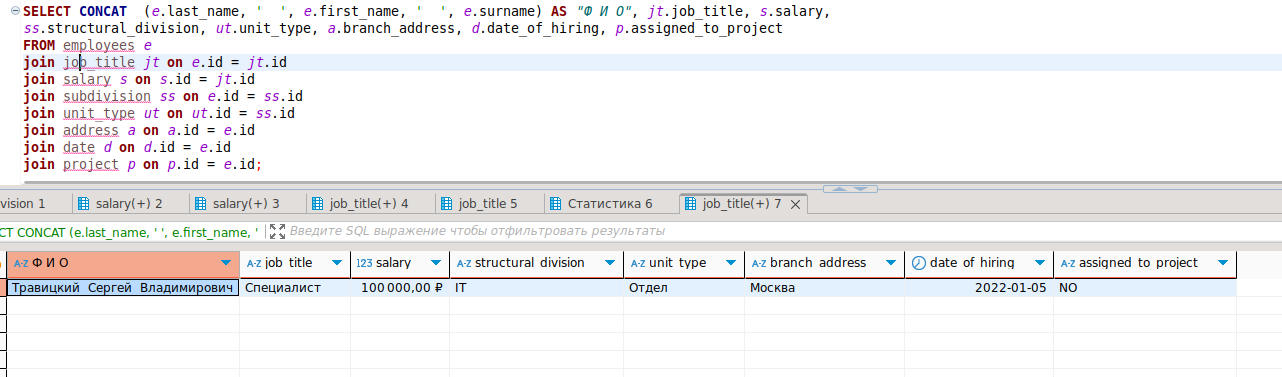 SELECT CONCAT  (e.last_name, '  ', e.first_name, '  ', e.surname) AS "Ф И О", jt.job_title, s.salary,
ss.structural_division, ut.unit_type, a.branch_address, d.date_of_hiring, p.assigned_to_project
FROM employees e
join job_title jt on e.id = jt.id
join salary s on s.id = jt.id
join subdivision ss on e.id = ss.id
join unit_type ut on ut.id = ss.id
join address a on a.id = e.id
join date d on d.id = e.id
join project p on p.id = e.id;
vision 1 salary(+) 2 salary(+) 3 job_title(+) 4 job_title 5 Статистика 6 job_title(+) 7
CT CONCAT (e.last_name, ' ', e.first_name, ' Введите SQL выражение чтобы отфильтровать результаты
A-Z Ф И О A-Z job title 123 salary A-Z structural division A-Z unit type A-Z branch address date of hiring A-Z assigned to project
Травицкий  Сергей  Владимирович Специалист 100 000,00 ₽ IT Отдел Москва 2022-01-05 NO